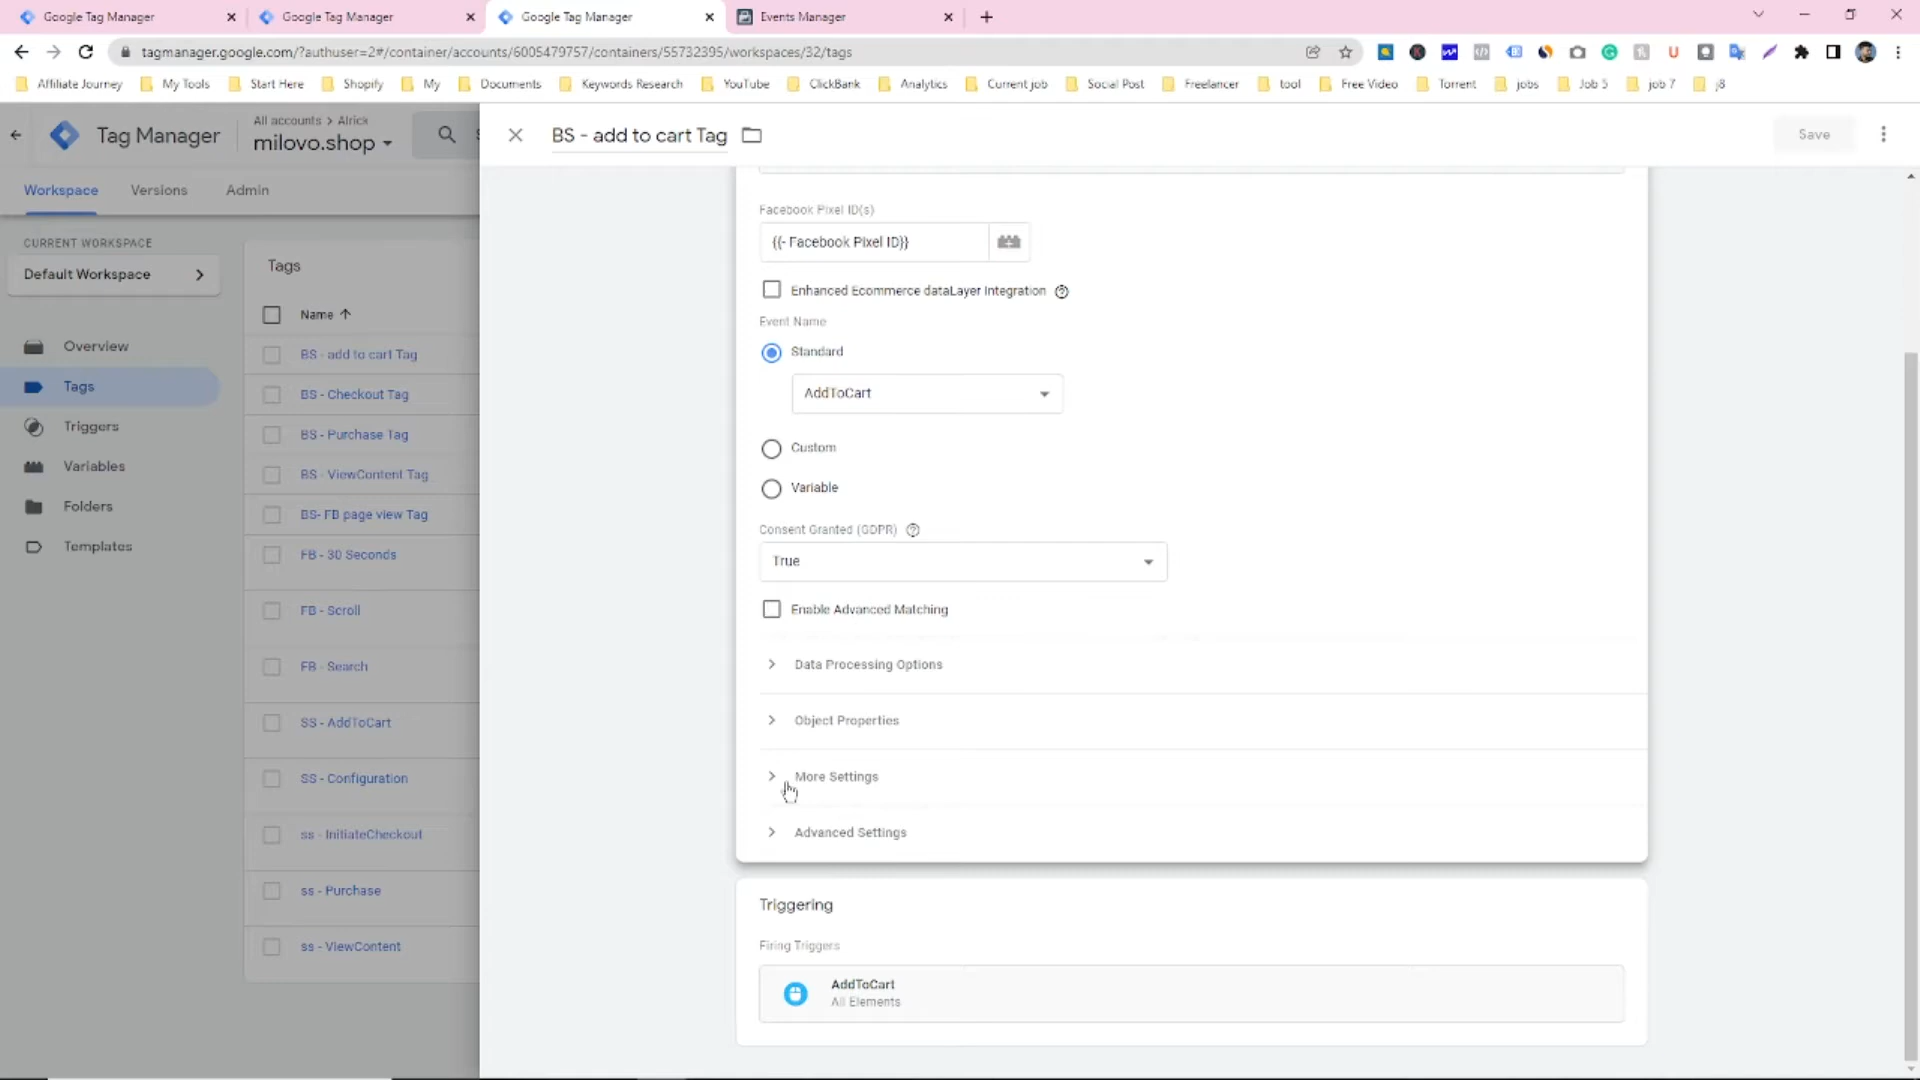 Google Tag Manager
Google Tag Manager
Google Tag Manager
Events Manager
tagmanager.google.com/?authuser=2#/container/accounts/6005479757/containers/55732395/workspaces/32/tags
Affiliate Journey
My Tools
Start Here
Shopify
My
Documents
Keywords Research
YouTube
ClickBank
Analytics
Current job
Social Post
Freelancer
tool
Free Video
Torrent
jobs
Job 5
job 7
j8
Tag Manager
All accounts > Alrick
milovo.shop
BS - add to cart Tag
Save
Workspace
Versions
Admin
CURRENT WORKSPACE
Default Workspace
Overview
Tags
Triggers
Variables
Folders
Templates
Tags
Name
BS - add to cart Tag
BS - Checkout Tag
BS - Purchase Tag
BS - ViewContent Tag
BS- FB page view Tag
FB - 30 Seconds
FB - Scroll
FB - Search
SS - AddToCart
SS - Configuration
ss - InitiateCheckout
ss - Purchase
ss - ViewContent
Facebook Pixel ID(s)
{{- Facebook Pixel ID}}
Enhanced Ecommerce dataLayer Integration
Event Name
Standard
AddToCart
Custom
Variable
Consent Granted (GDPR)
True
Enable Advanced Matching
Data Processing Options
Object Properties
More Settings
Advanced Settings
Triggering
Firing Triggers
AddToCart
All Elements